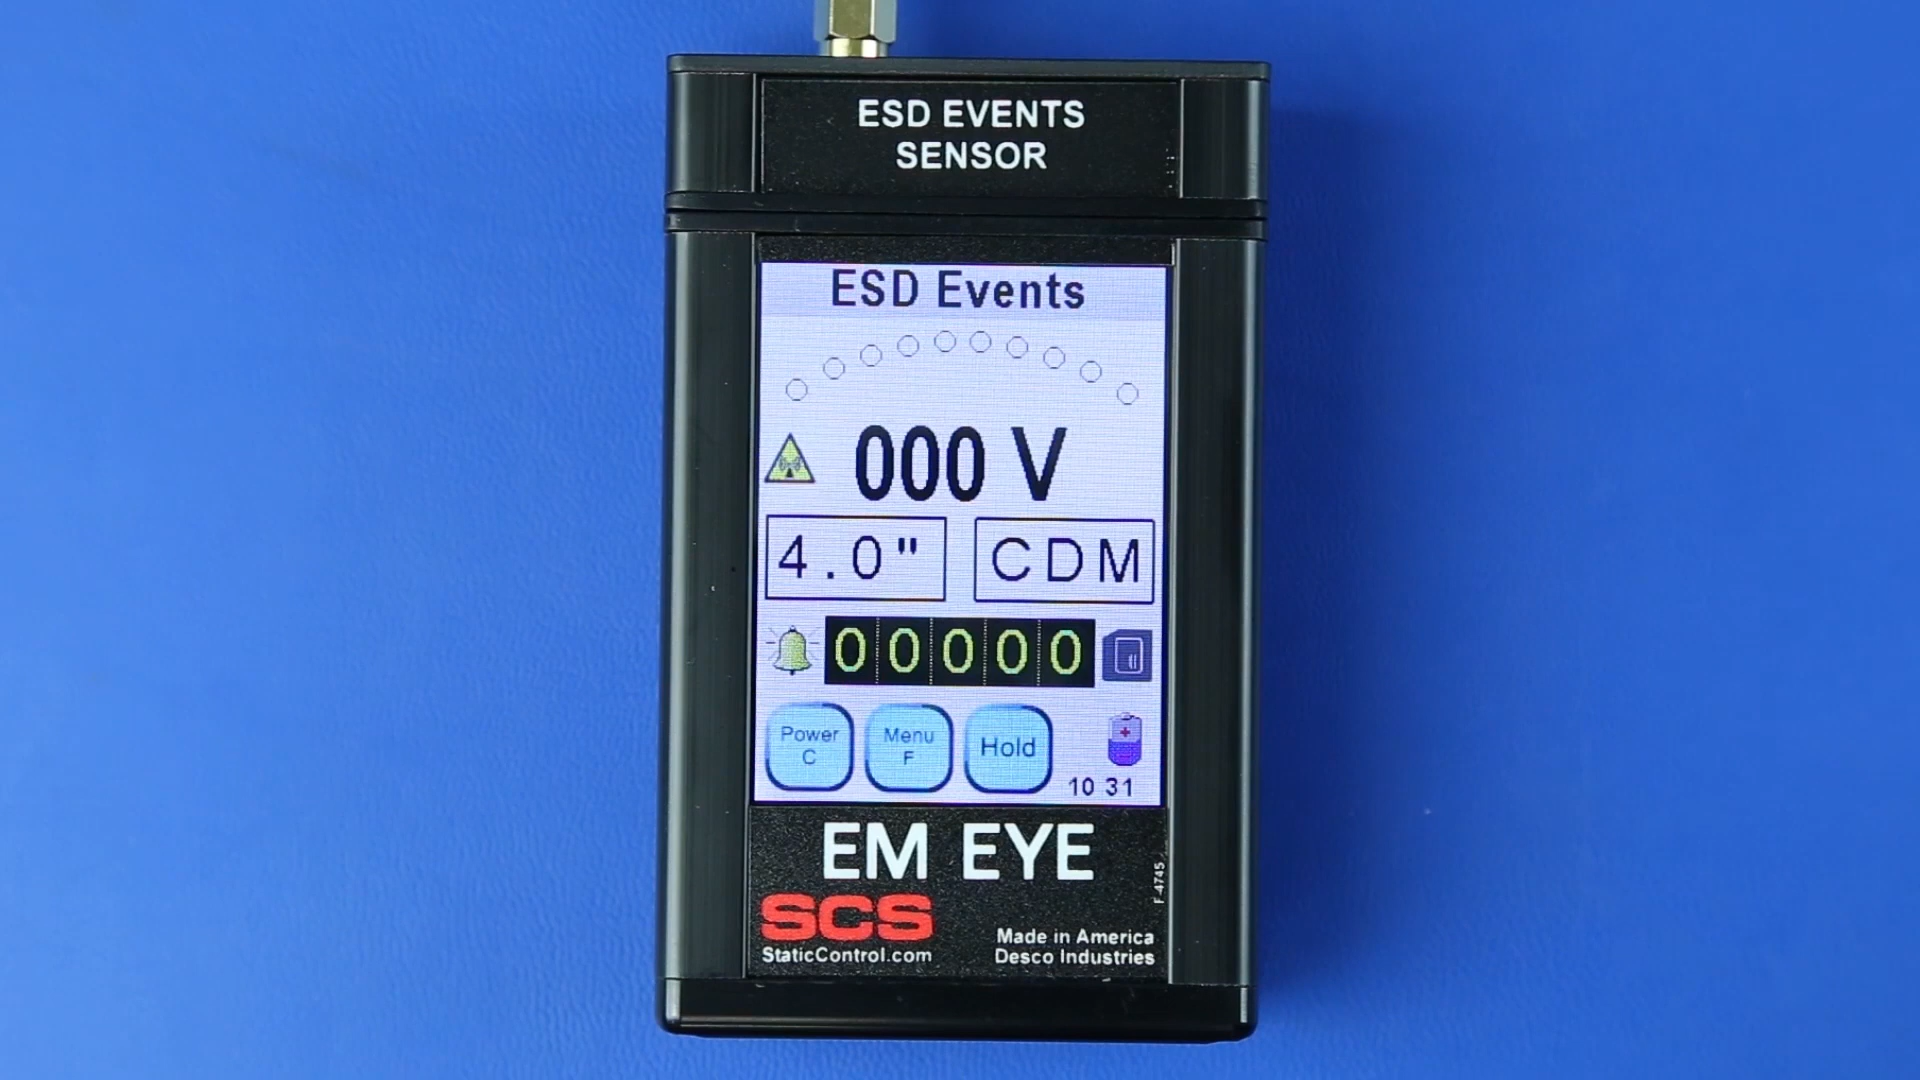 ESD EVENTS
SENSOR
ESD Events
000 V
4.0" CDM
00000
Power
C
Menu
F
Hold
10 31
EM EYE
F-4745
SCS
StaticControl.com
Made in America
Desco Industries